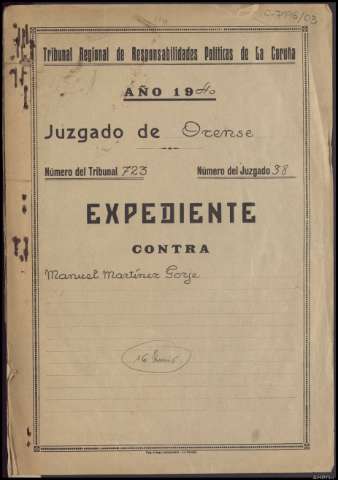 Tribunal Regional de Responsabilidades Políticas de La Coruña
AÑO 1940
Juzgado de Orense
Número del Tribunal 723 Número del Juzgado 38
EXPEDIENTE
CONTRA
Manuel Martínez Gorje
16